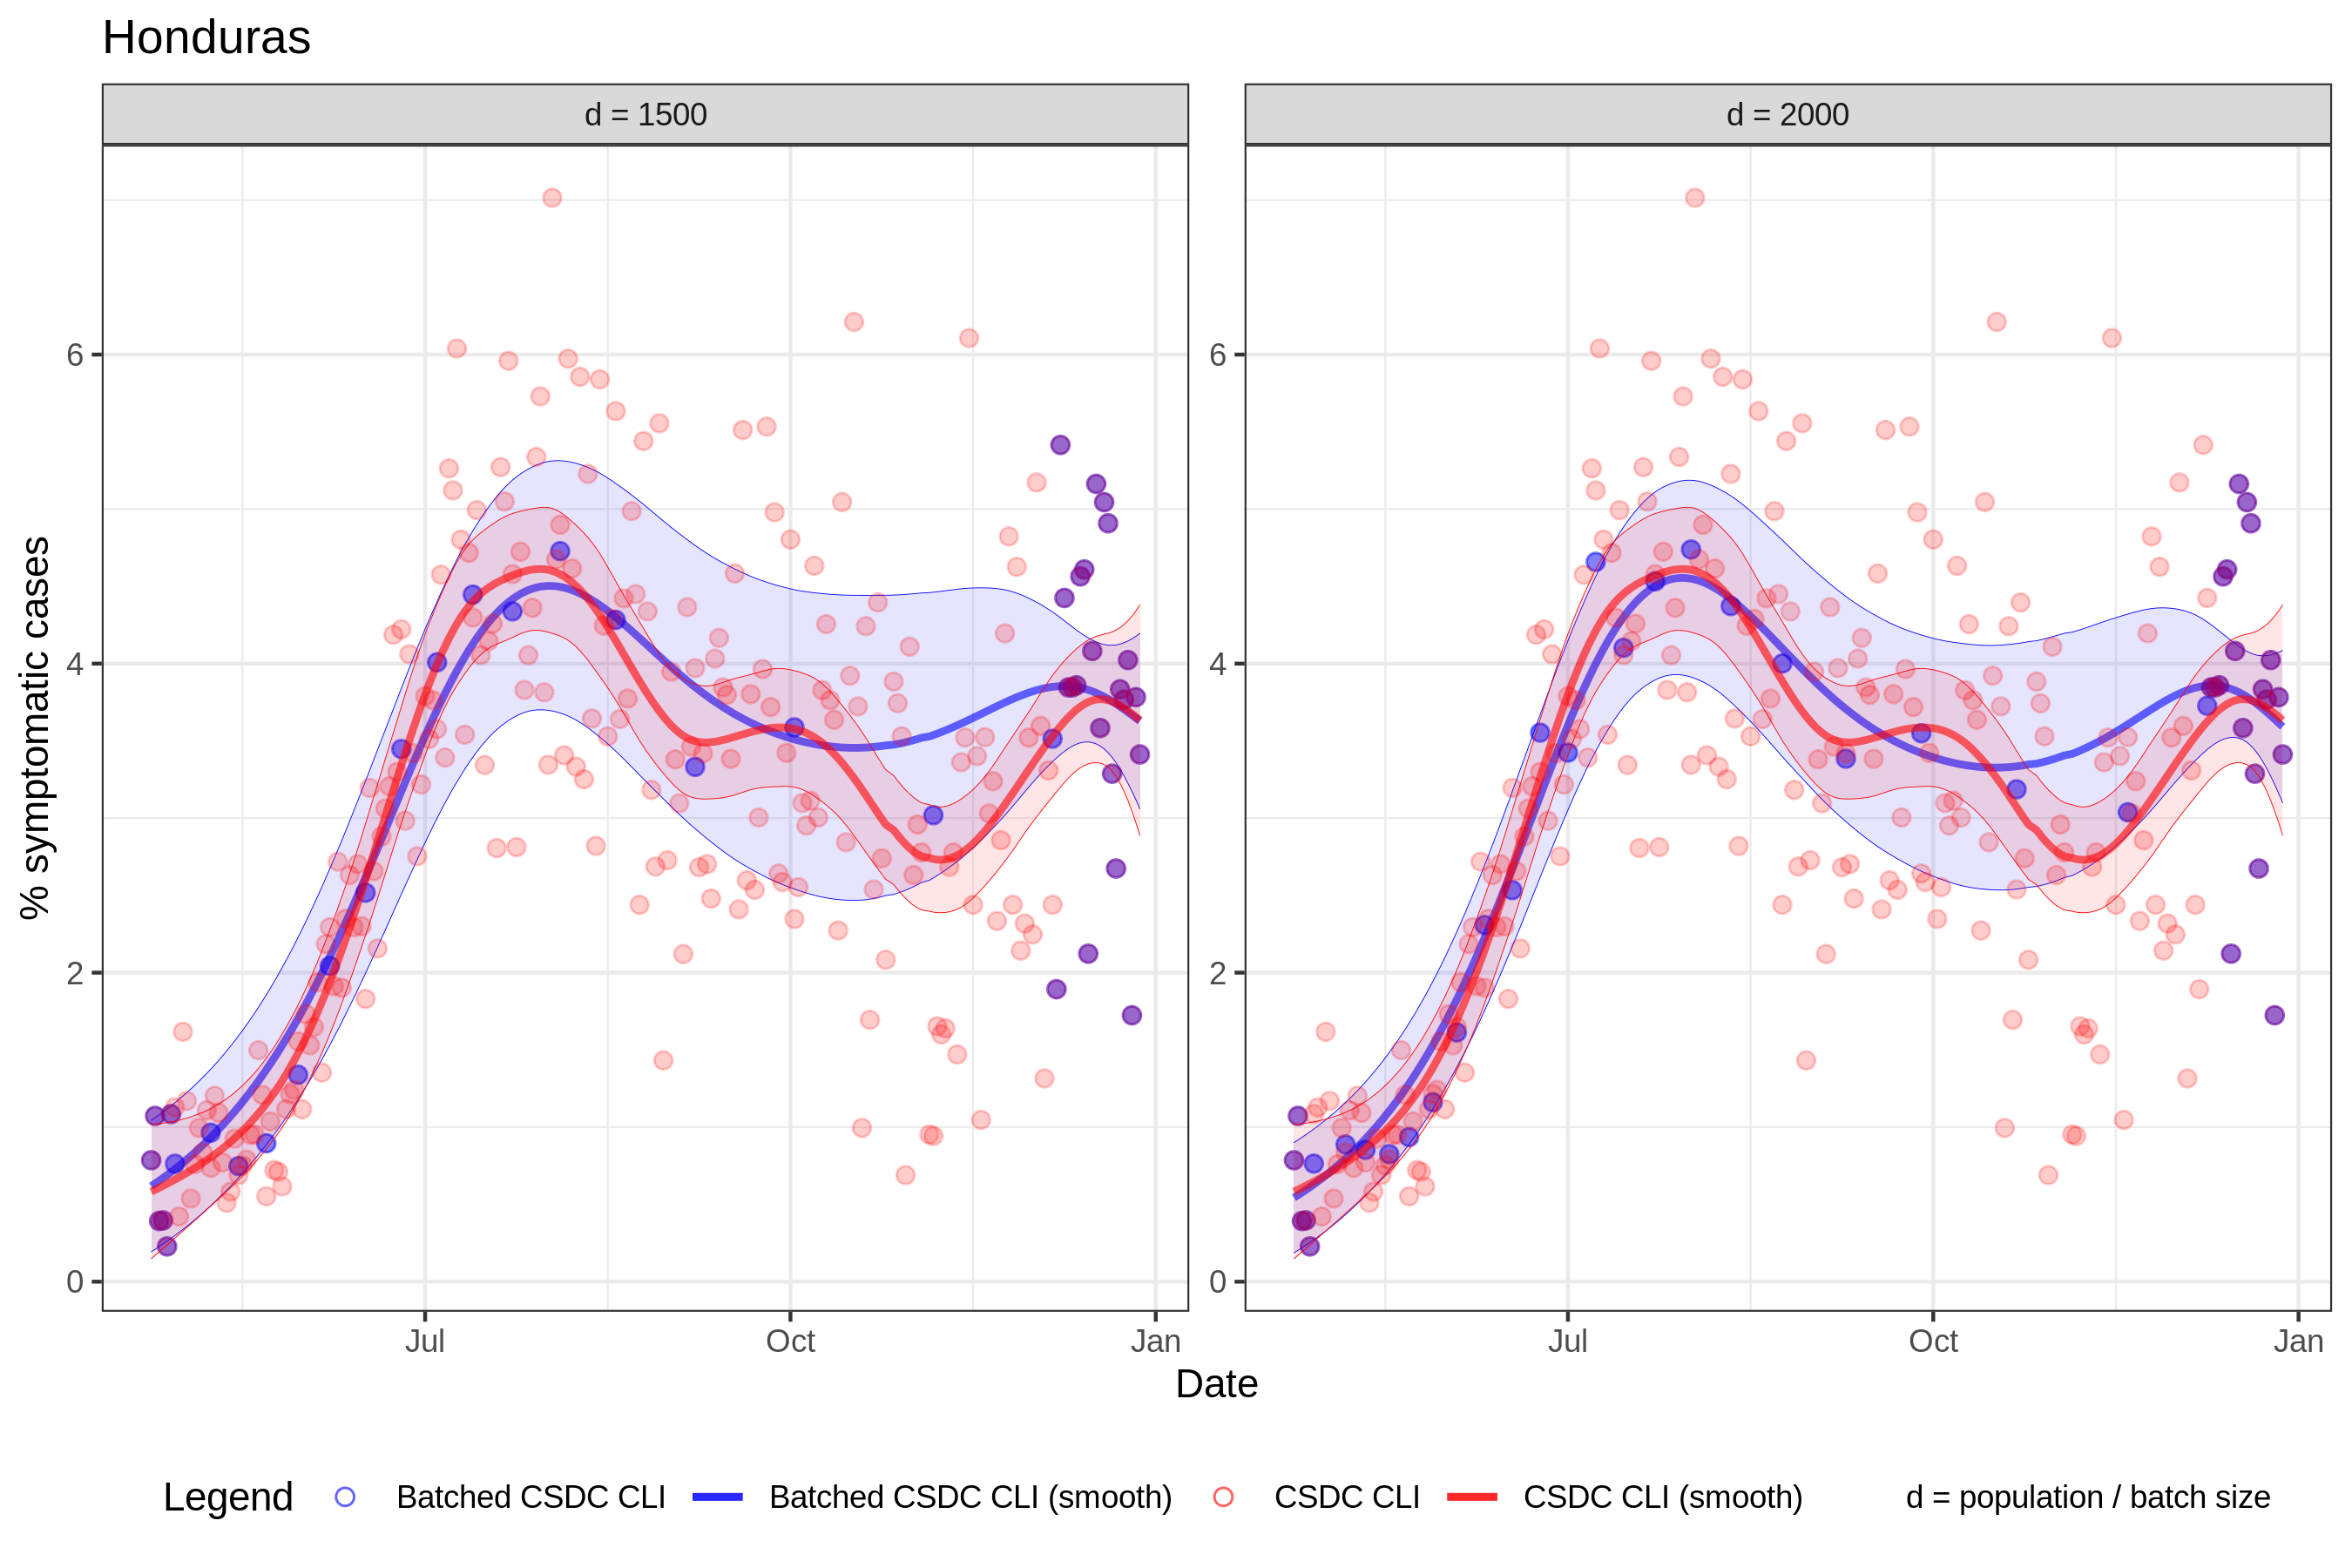 Honduras
d = 1500
d = 2000
% symptomatic cases
6
4
2
0
6
4
2
0
Jul
Oct
Jan
Jul
Oct
Jan
Date
Legend Batched CSDC CLI Batched CSDC CLI (smooth) CSDC CLI CSDC CLI (smooth) d = population / batch size